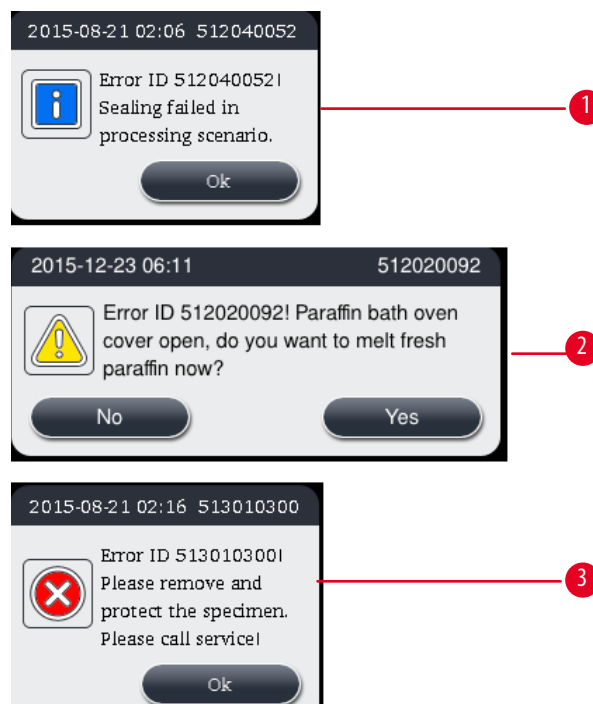 2015-08-21 02:06 512040052
Error ID 512040052!
Sealing failed in
processing scenario.
Ok
1
2015-12-23 06:11 512020092
Error ID 512020092! Paraffin bath oven
cover open, do you want to melt fresh
paraffin now?
No Yes
2
2015-08-21 02:16 513010300
Error ID 513010300!
Please remove and
protect the specimen.
Please call service!
Ok
3